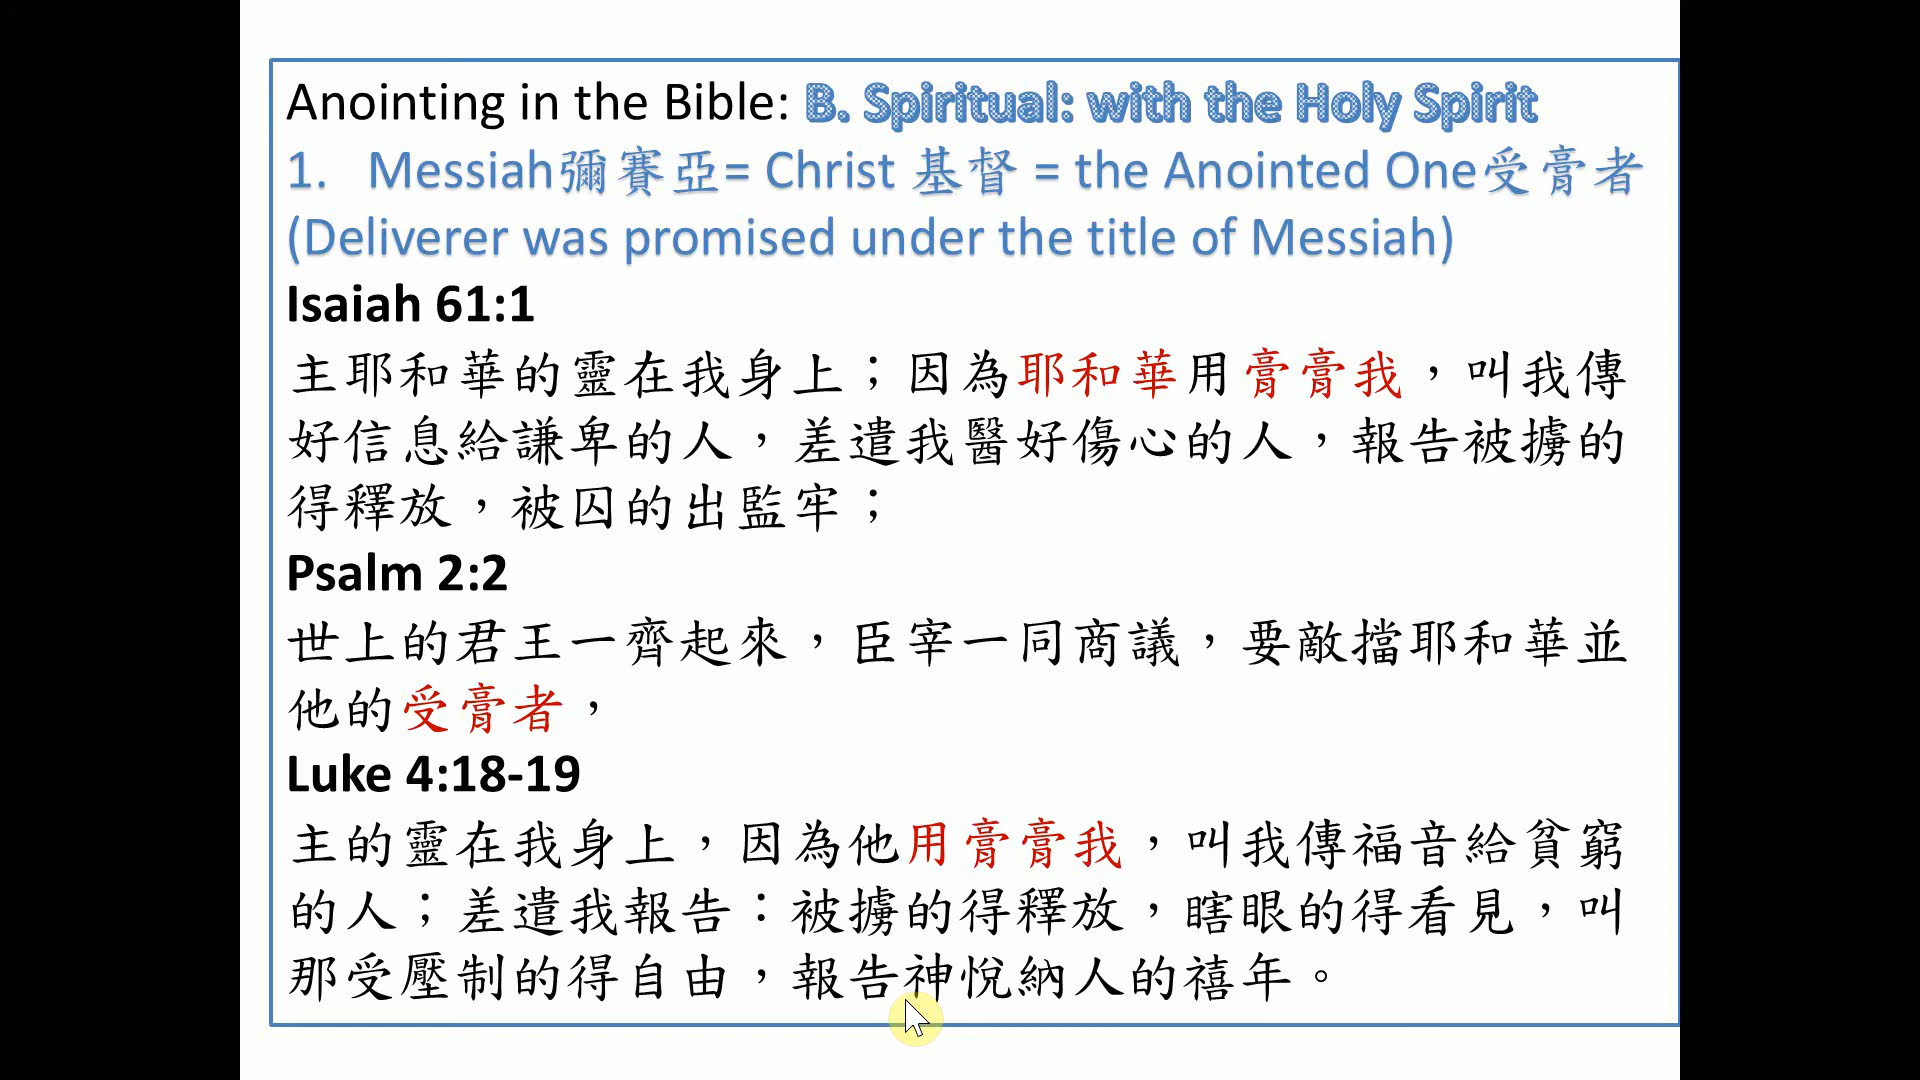 Anointing in the Bible: B. Spiritual: with the Holy Spirit
1. Messiah彌賽亞= Christ 基督 = the Anointed One受膏者
(Deliverer was promised under the title of Messiah)
Isaiah 61:1
主耶和華的靈在我身上；因為耶和華用膏膏我，叫我傳
好信息給謙卑的人，差遣我醫好傷心的人，報告被擄的
得釋放，被囚的出監牢；
Psalm 2:2
世上的君王一齊起來，臣宰一同商議，要敵擋耶和華並
他的受膏者，
Luke 4:18-19
主的靈在我身上，因為他用膏膏我，叫我傳福音給貧窮
的人；差遣我報告：被擄的得釋放，瞎眼的得看見，叫
那受壓制的得自由，報告神悅納人的禧年。